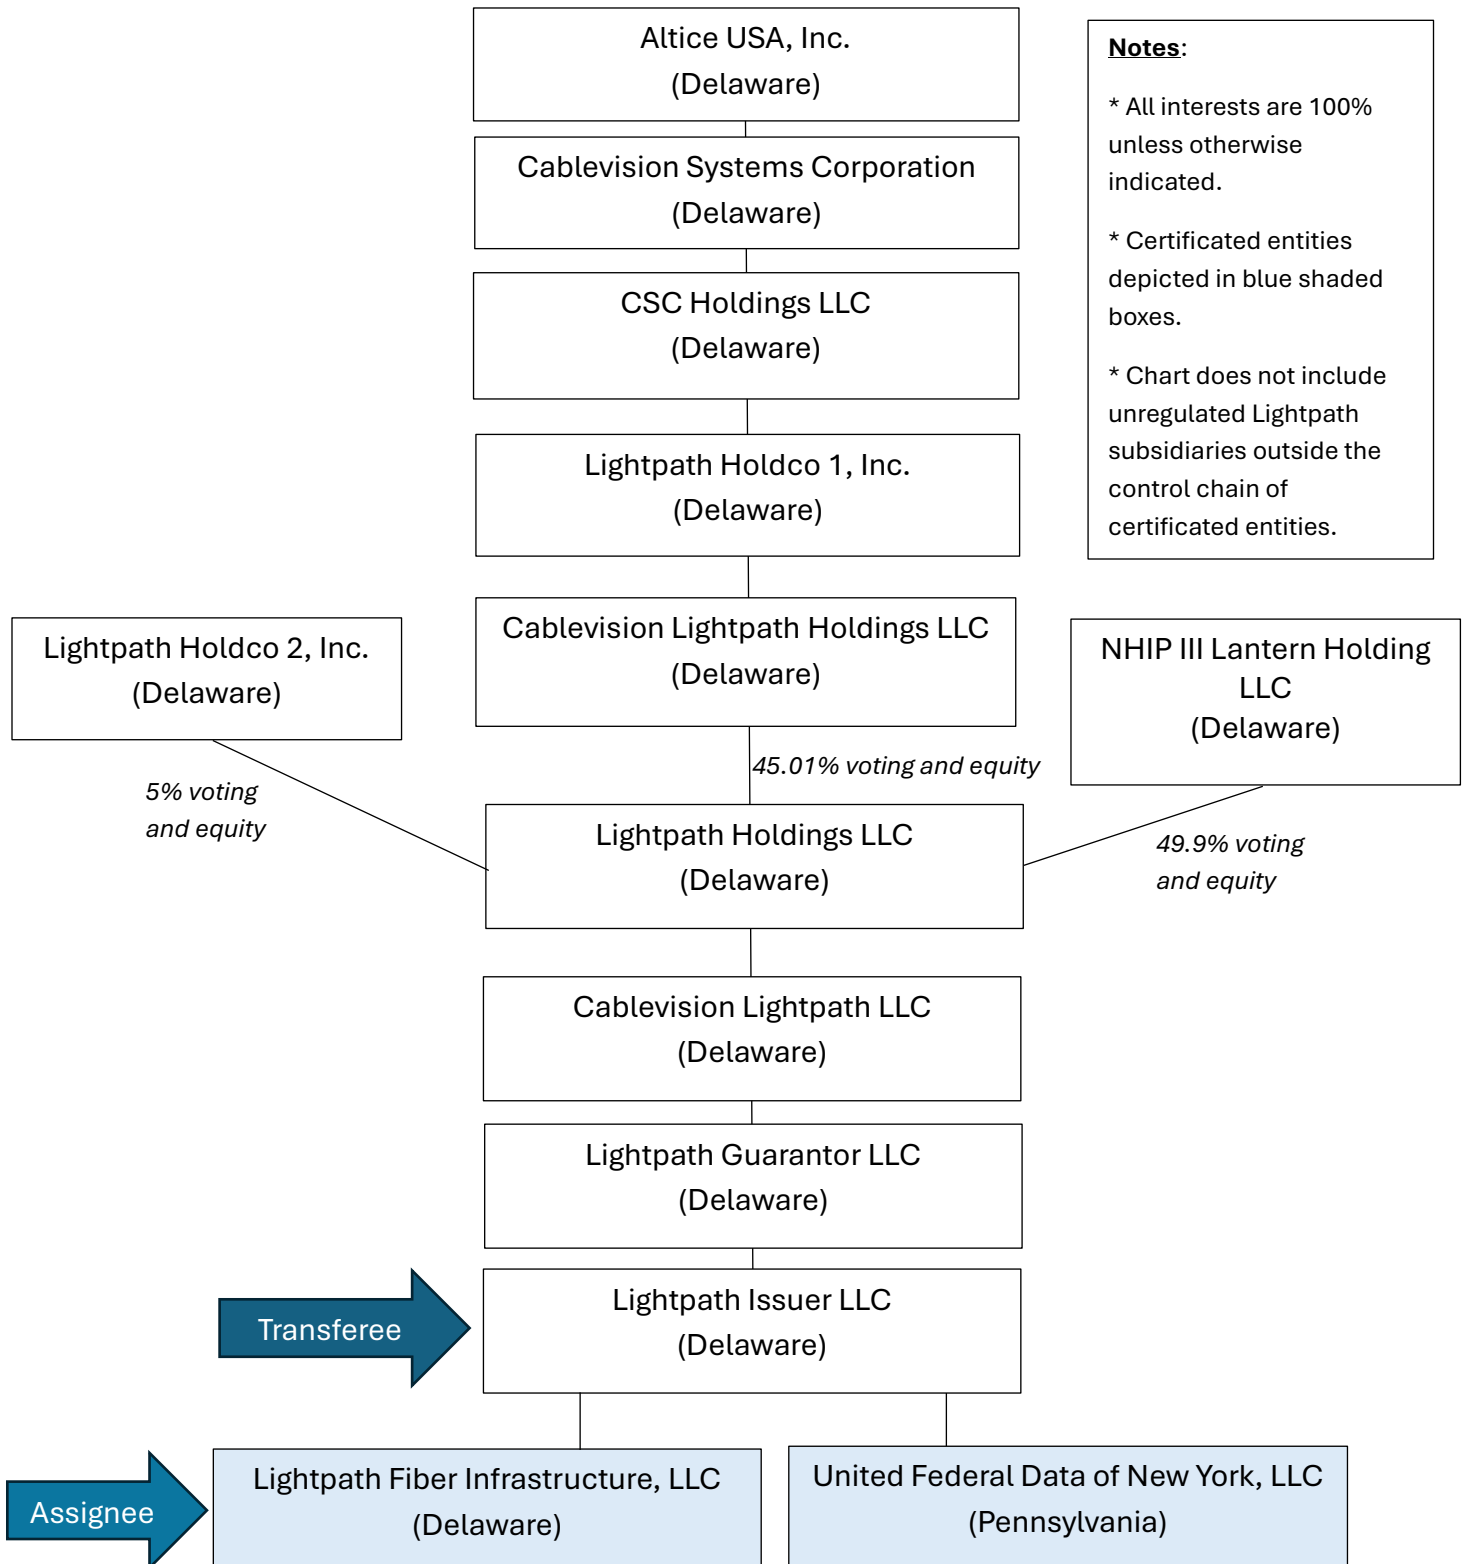 Altice USA, Inc.
(Delaware)
Notes:
* All interests are 100%
unless otherwise
indicated.
* Certificated entities
depicted in blue shaded
boxes.
* Chart does not include
unregulated Lightpath
subsidiaries outside the
control chain of
certificated entities.
Cablevision Systems Corporation
(Delaware)
CSC Holdings LLC
(Delaware)
Lightpath Holdco 1, Inc.
(Delaware)
Lightpath Holdco 2, Inc.
(Delaware)
Cablevision Lightpath Holdings LLC
(Delaware)
NHIP III Lantern Holding
LLC
(Delaware)
5% voting
and equity
45.01% voting and equity
49.9% voting
and equity
Lightpath Holdings LLC
(Delaware)
Cablevision Lightpath LLC
(Delaware)
Lightpath Guarantor LLC
(Delaware)
Transferee
Lightpath Issuer LLC
(Delaware)
Assignee
Lightpath Fiber Infrastructure, LLC
(Delaware)
United Federal Data of New York, LLC
(Pennsylvania)